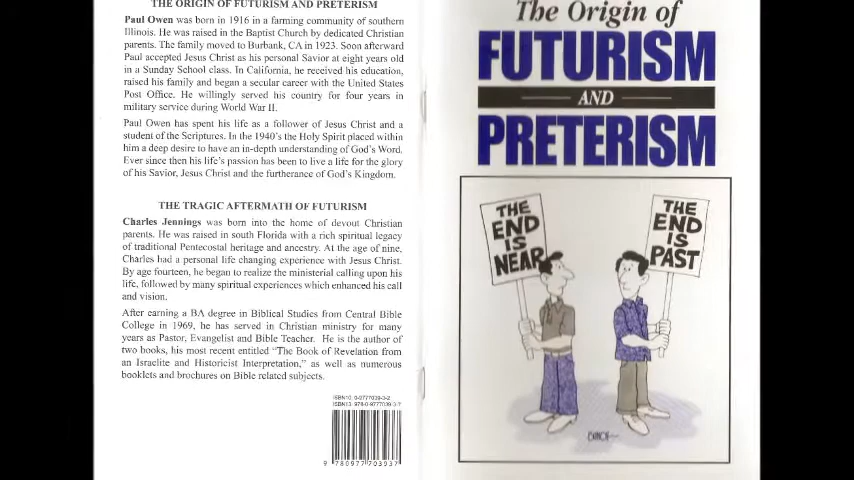 THE ORIGIN OF FUTURISM AND PRETERISM
Paul Owen was born in 1916 in a farming community of southern
Illinois. He was raised in the Baptist Church by dedicated Christian
parents. The family moved to Burbank, CA in 1923. Soon afterward
Paul accepted Jesus Christ as his personal Savior at eight years old
in a Sunday School class. In California, he received his education,
raised his family and began a secular career with the United States
Post Office. He willingly served his country for four years in
military service during World War II.
Paul Owen has spent his life as a follower of Jesus Christ and a
student of the Scriptures. In the 1940's the Holy Spirit placed within
him a deep desire to have an in-depth understanding of God's Word.
Ever since then his life's passion has been to live a life for the glory
of his Savior, Jesus Christ and the furtherance of God's Kingdom.
THE TRAGIC AFTERMATH OF FUTURISM
Charles Jennings was born into the home of devout Christian
parents. He was raised in south Florida with a rich spiritual legacy
of traditional Pentecostal heritage and ancestry. At the age of nine,
Charles had a personal life changing experience with Jesus Christ.
By age fourteen, he began to realize the ministerial calling upon his
life, followed by many spiritual experiences which enhanced his call
and vision.
After earning a BA degree in Biblical Studies from Central Bible
College in 1969, he has served in Christian ministry for many
years as Pastor, Evangelist and Bible Teacher. He is the author of
two books, his most recent entitled "The Book of Revelation from
an Israelite and Historicist Interpretation," as well as numerous
booklets and brochures on Bible related subjects.
ISBN10: 0-9777039-3-2
ISBN13: 978-0-9777039-3-7
9 780977 703937
The Origin of
FUTURISM
AND
PRETERISM
THE
END
IS
NEAR
THE
END
IS
PAST